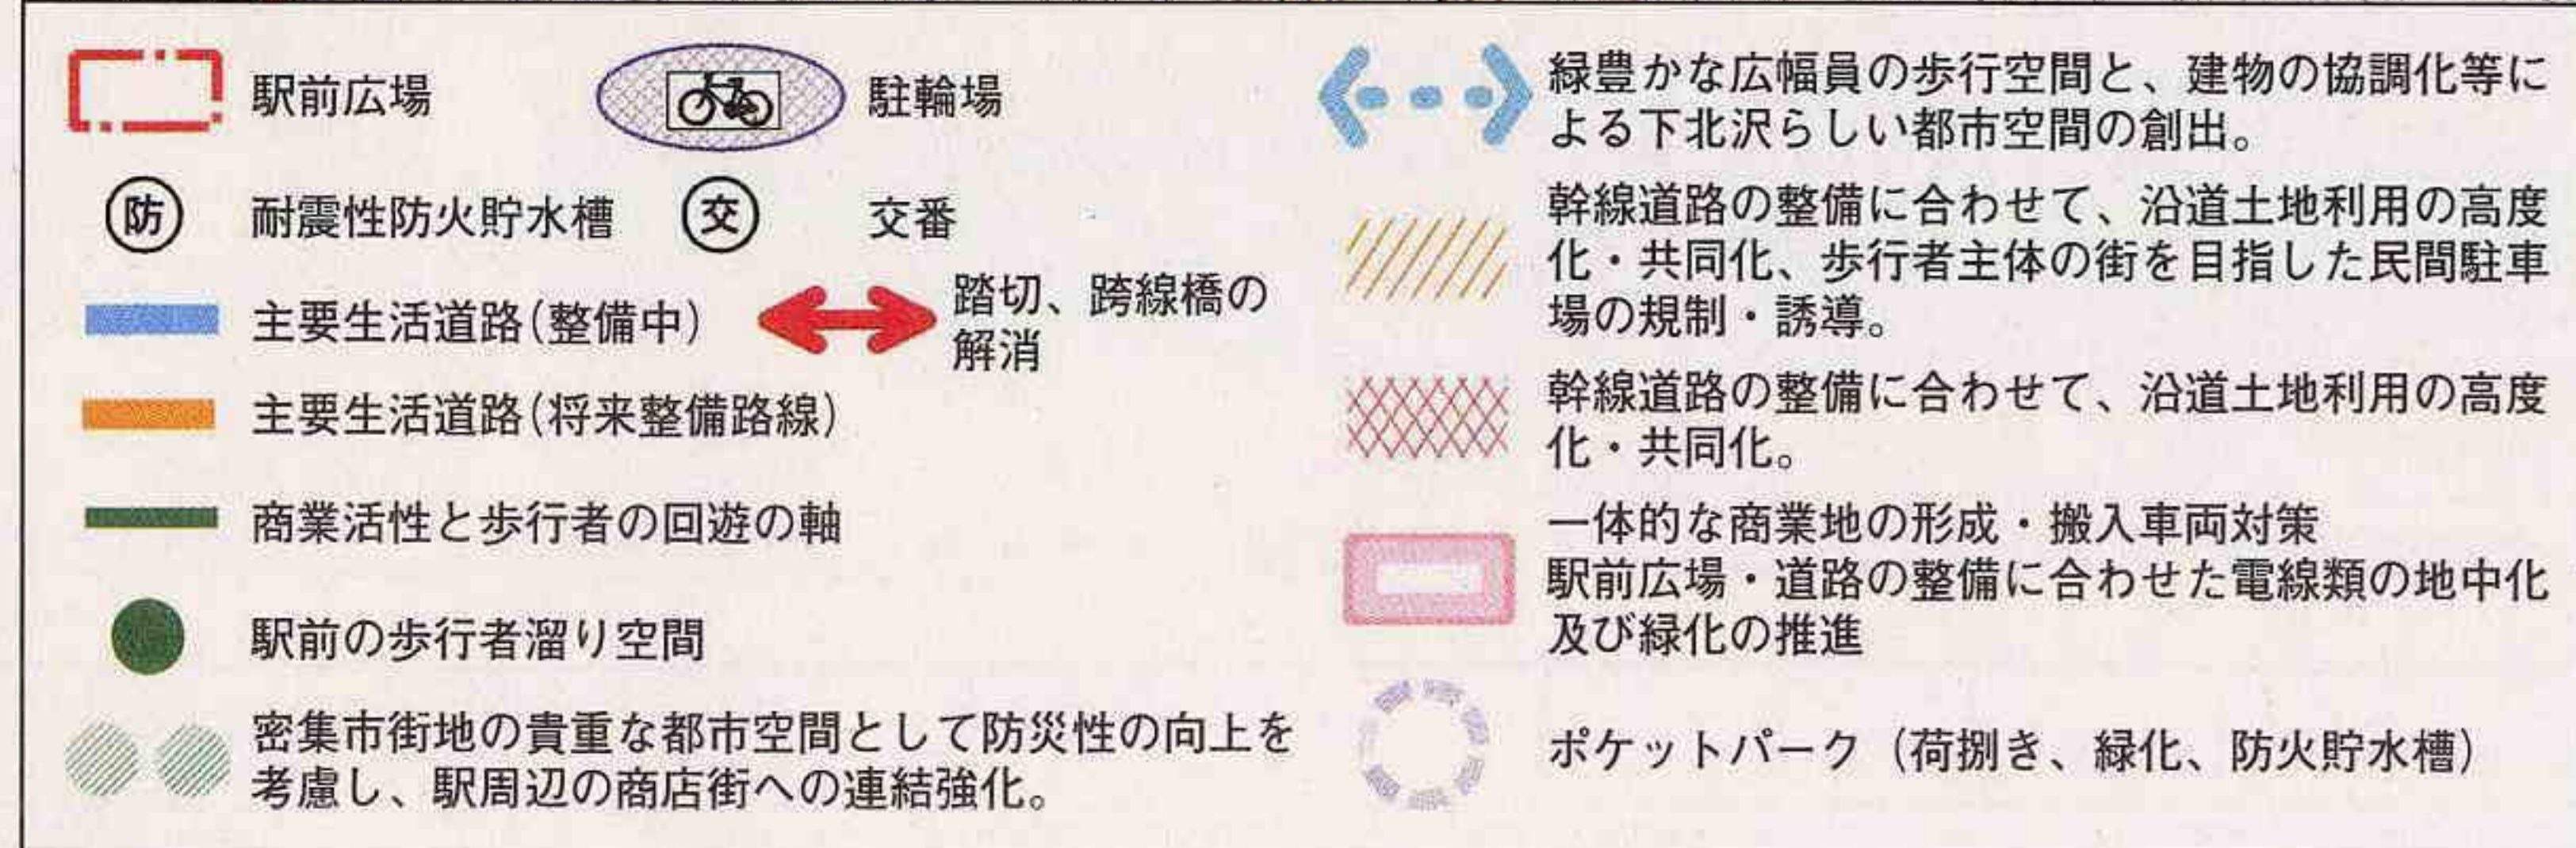 駅前広場
駐輪場
防 耐震性防火貯水槽
交 交番
主要生活道路(整備中)
踏切、跨線橋の
解消
主要生活道路(将来整備路線)
商業活性と歩行者の回遊の軸
駅前の歩行者溜り空間
密集市街地の貴重な都市空間として防災性の向上を
考慮し、駅周辺の商店街への連結強化。
緑豊かな広幅員の歩行空間と、建物の協調化等に
よる下北沢らしい都市空間の創出。
幹線道路の整備に合わせて、沿道土地利用の高度
化・共同化、歩行者主体の街を目指した民間駐車
場の規制・誘導。
幹線道路の整備に合わせて、沿道土地利用の高度
化・共同化。
一体的な商業地の形成・搬入車両対策
駅前広場・道路の整備に合わせた電線類の地中化
及び緑化の推進
ポケットパーク（荷捌き、緑化、防火貯水槽）